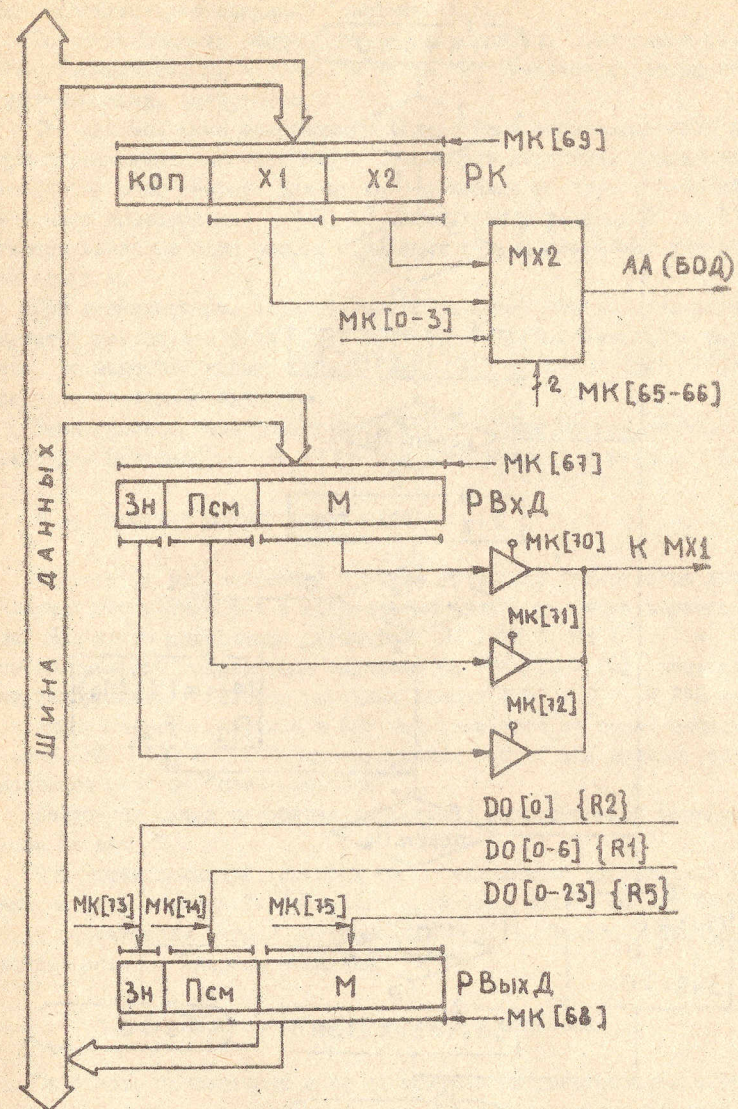 МК[69]
КОП X1 X2 РК
МХ2
АА (БОД)
МК[0-3]
2 МК[65-66]
ШИНА ДАННЫХ
МК[67]
Зн Псм М РВхД
МК[70] К МХ1
МК[71]
МК[72]
DO[0] {R2}
DO[0-6] {R1}
DO[0-23] {R5}
МК[73] МК[74] МК[75]
Зн Псм М РВыхД
МК[68]